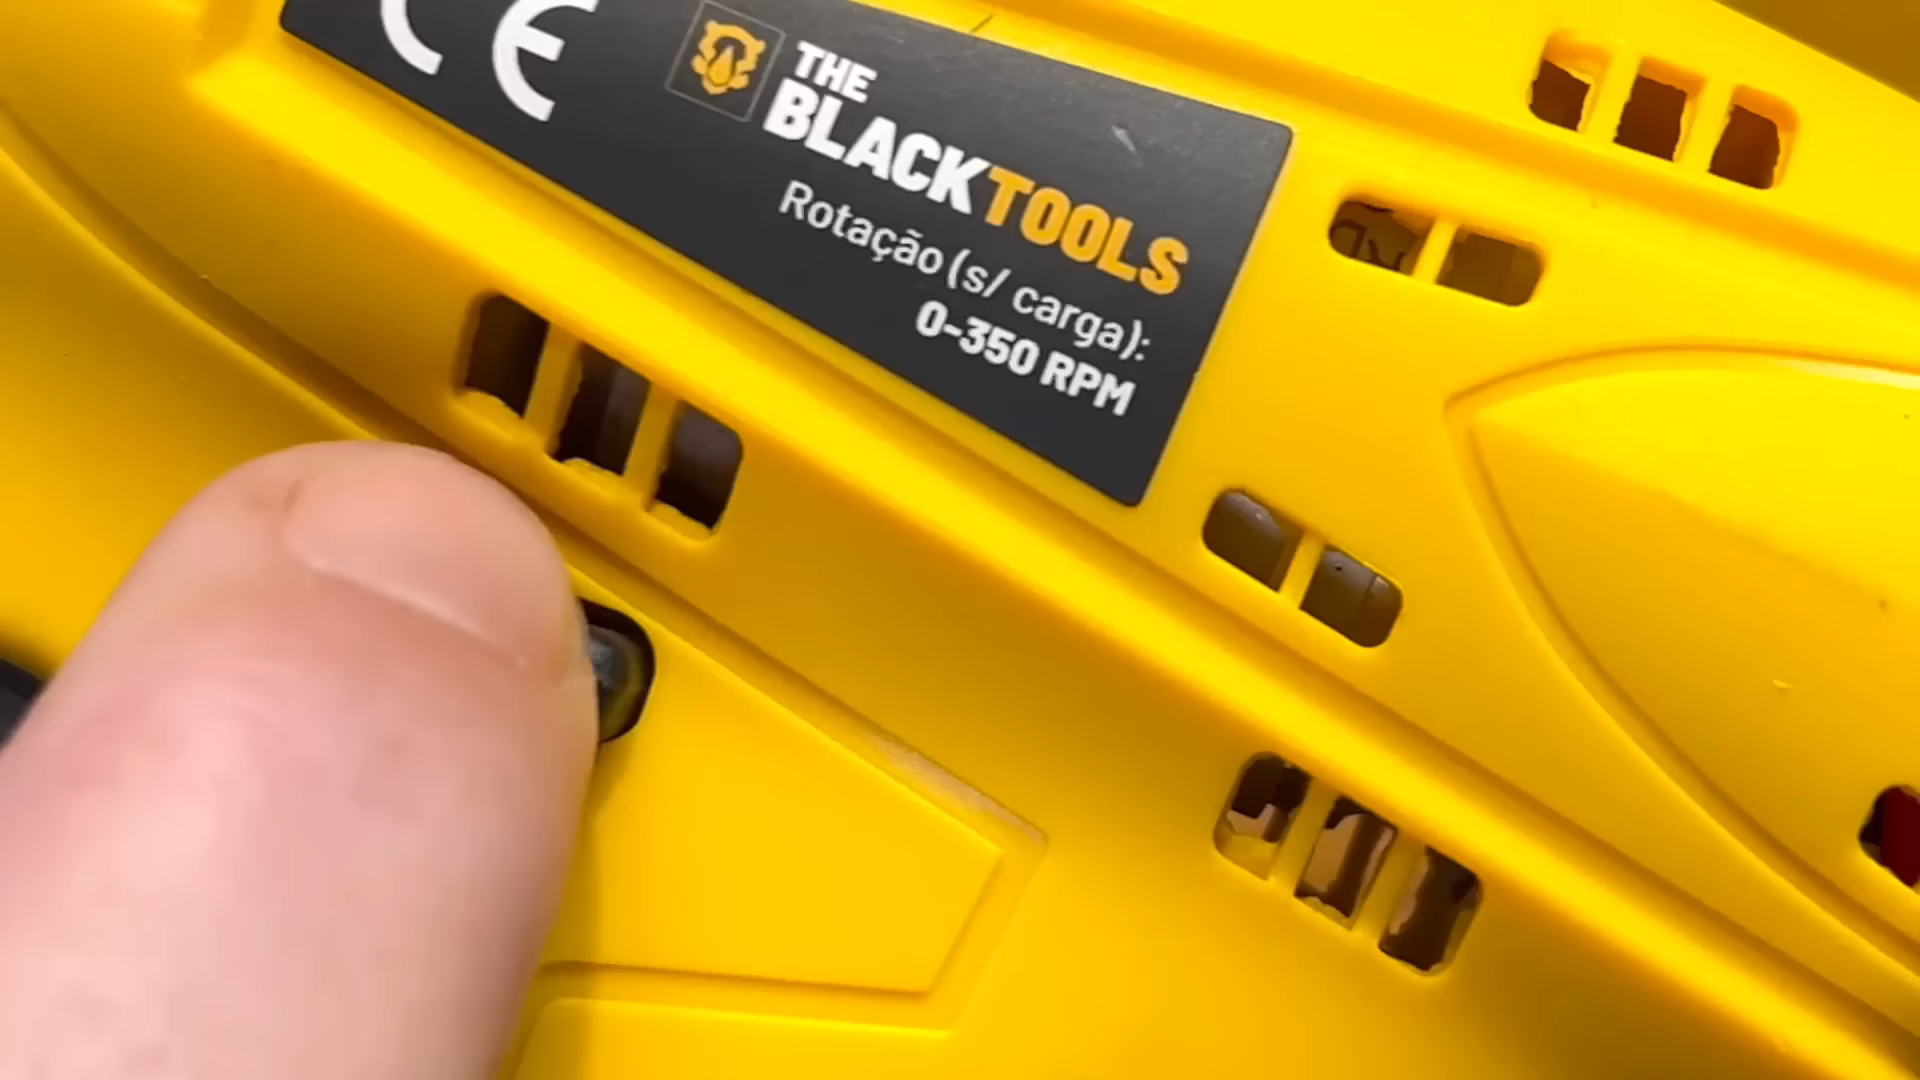 CE
THE
BLACKTOOLS
Rotação (s/ carga):
0-350 RPM